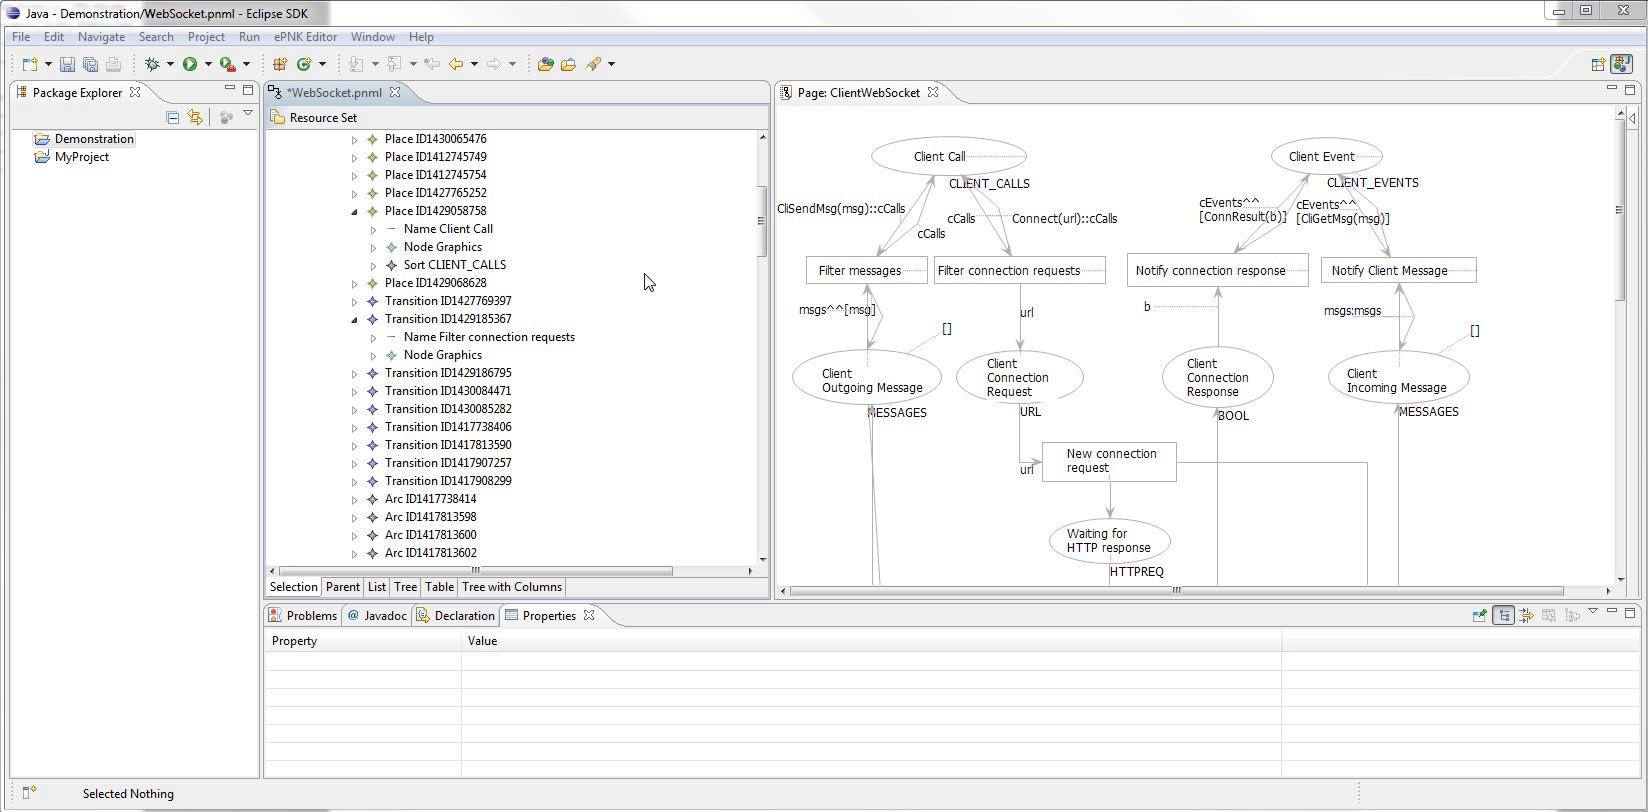 Java - Demonstration/WebSocket.pnml - Eclipse SDK
File Edit Navigate Search Project Run ePNK Editor Window Help
Package Explorer
Demonstration
MyProject
*WebSocket.pnml
Resource Set
Place ID1430065476
Place ID1412745749
Place ID1412745754
Place ID1427765252
Place ID1429058758
Name Client Call
Node Graphics
Sort CLIENT_CALLS
Place ID1429068628
Transition ID1427769397
Transition ID1429185367
Name Filter connection requests
Node Graphics
Transition ID1429186795
Transition ID1430084471
Transition ID1430085282
Transition ID1417738406
Transition ID1417813590
Transition ID1417907257
Transition ID1417908299
Arc ID1417738414
Arc ID1417813598
Arc ID1417813600
Arc ID1417813602
Selection Parent List Tree Table Tree with Columns
Page: ClientWebSocket
Client Call
Client Event
CLIENT_CALLS
CLIENT_EVENTS
CliSendMsg(msg)::cCalls
cCalls
cCalls
Connect(url)::cCalls
cEvents^^
[ConnResult(b)]
cEvents^^
[CliGetMsg(msg)]
Filter messages
Filter connection requests
Notify connection response
Notify Client Message
msgs^^[msg]
[]
url
b
msgs:msgs
[]
Client
Outgoing Message
Client
Connection
Request
Client
Connection
Response
Client
Incoming Message
MESSAGES
URL
BOOL
MESSAGES
New connection
request
url
Waiting for
HTTP response
HTTPREQ
Problems @ Javadoc Declaration Properties
Property Value
Selected Nothing